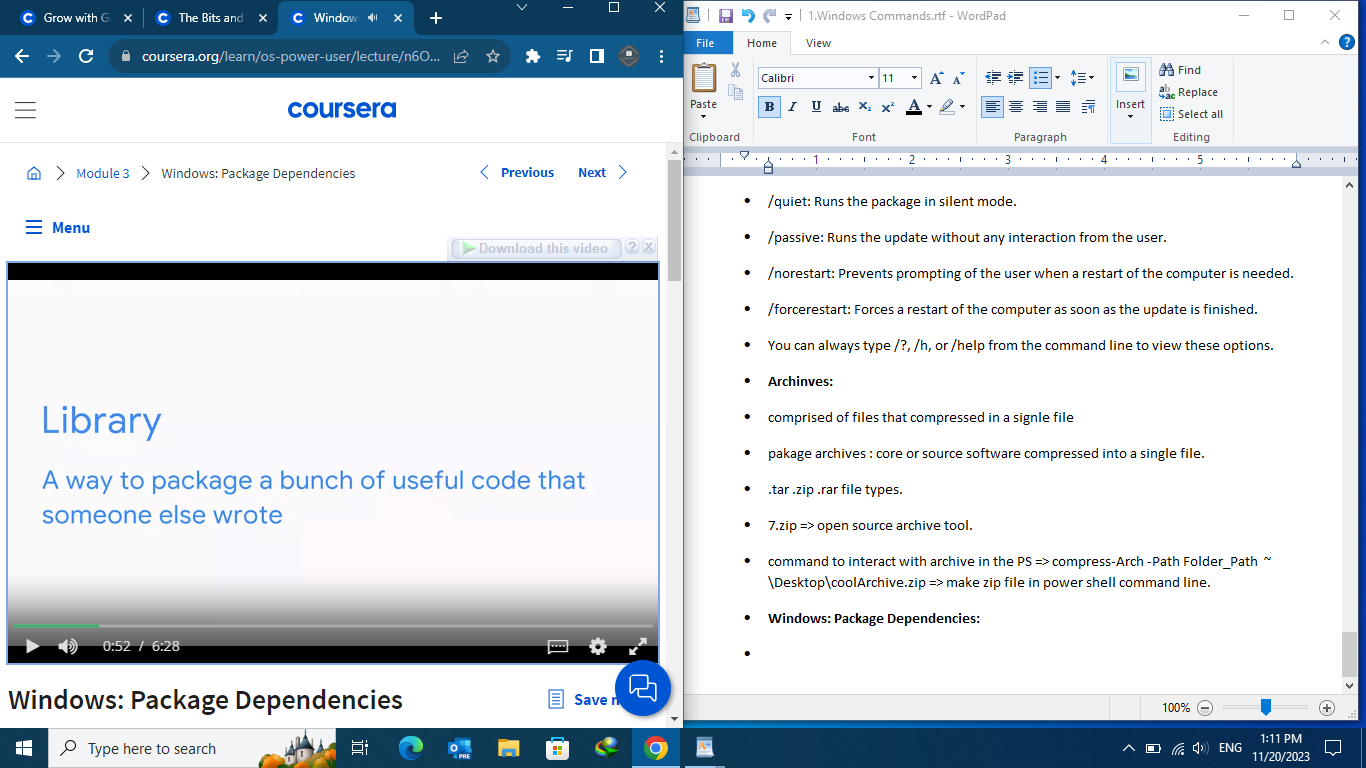 Grow with G
The Bits and
Window
coursera.org/learn/os-power-user/lecture/n6O...
coursera
Module 3
Windows: Package Dependencies
Previous
Next
Menu
Download this video
Library
A way to package a bunch of useful code that
someone else wrote
0:52 / 6:28
Windows: Package Dependencies
Save n
1.Windows Commands.rtf - WordPad
File
Home
View
Paste
Clipboard
Calibri
11
B I U abc X₂ X² A
Font
Paragraph
Insert
Find
Replace
Select all
Editing
1 2 3 4 5
• /quiet: Runs the package in silent mode.
• /passive: Runs the update without any interaction from the user.
• /norestart: Prevents prompting of the user when a restart of the computer is needed.
• /forcerestart: Forces a restart of the computer as soon as the update is finished.
• You can always type /?, /h, or /help from the command line to view these options.
• Archinves:
• comprised of files that compressed in a signle file
• pakage archives : core or source software compressed into a single file.
• .tar .zip .rar file types.
• 7.zip => open source archive tool.
• command to interact with archive in the PS => compress-Arch -Path Folder_Path ~
\Desktop\coolArchive.zip => make zip file in power shell command line.
• Windows: Package Dependencies:
•
100%
Type here to search
PRE
ENG
1:11 PM
11/20/2023